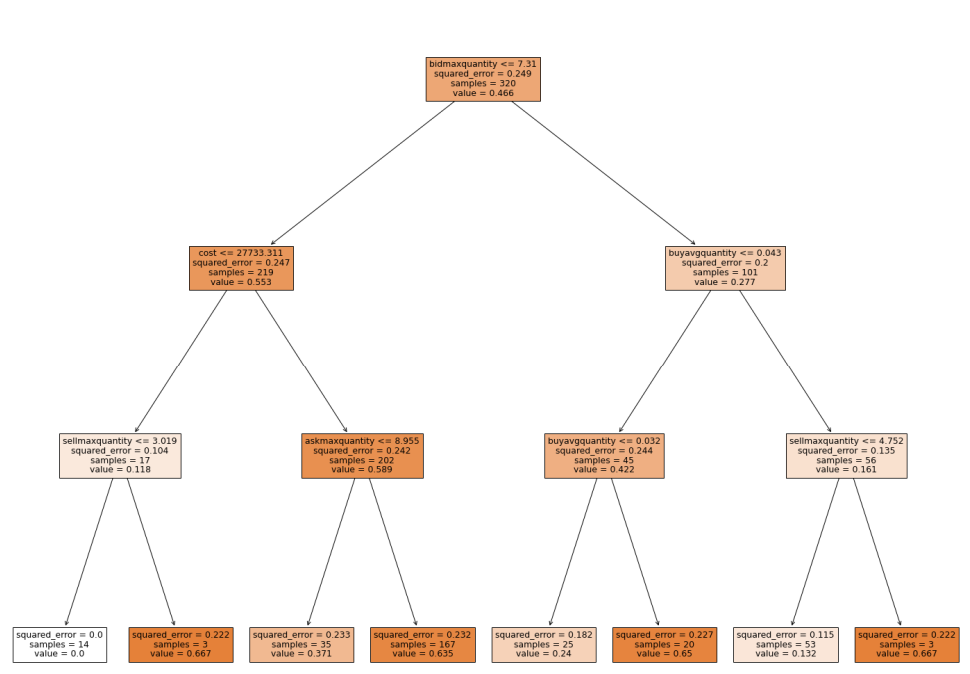 bidmaxquantity <= 7.31
squared_error = 0.249
samples = 320
value = 0.466
cost <= 27733.311
squared_error = 0.247
samples = 219
value = 0.553
buyavgquantity <= 0.043
squared_error = 0.2
samples = 101
value = 0.277
sellmaxquantity <= 3.019
squared_error = 0.104
samples = 17
value = 0.118
askmaxquantity <= 8.955
squared_error = 0.242
samples = 202
value = 0.589
buyavgquantity <= 0.032
squared_error = 0.244
samples = 45
value = 0.422
sellmaxquantity <= 4.752
squared_error = 0.135
samples = 56
value = 0.161
squared_error = 0.0
samples = 14
value = 0.0
squared_error = 0.222
samples = 3
value = 0.667
squared_error = 0.233
samples = 35
value = 0.371
squared_error = 0.232
samples = 167
value = 0.635
squared_error = 0.182
samples = 25
value = 0.24
squared_error = 0.227
samples = 20
value = 0.65
squared_error = 0.115
samples = 53
value = 0.132
squared_error = 0.222
samples = 3
value = 0.667